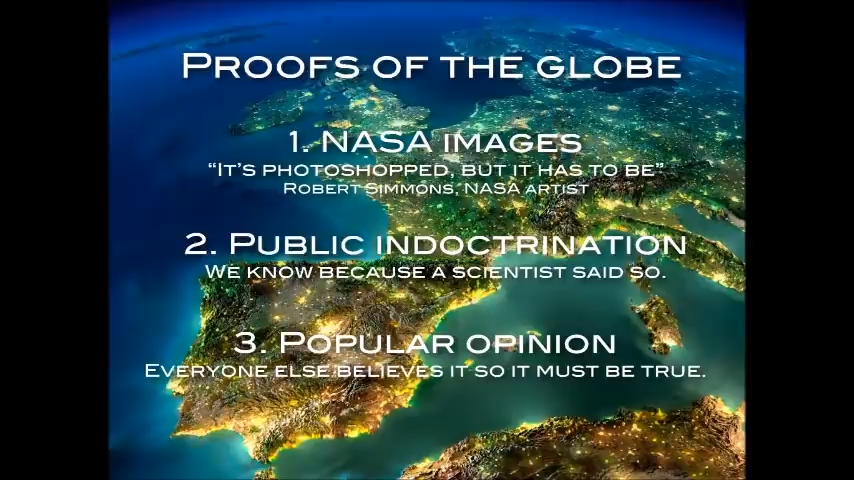 PROOFS OF THE GLOBE
1. NASA IMAGES
"IT'S PHOTOSHOPPED, BUT IT HAS TO BE"
ROBERT SIMMONS, NASA ARTIST
2. PUBLIC INDOCTRINATION
WE KNOW BECAUSE A SCIENTIST SAID SO.
3. POPULAR OPINION
EVERYONE ELSE BELIEVES IT SO IT MUST BE TRUE.